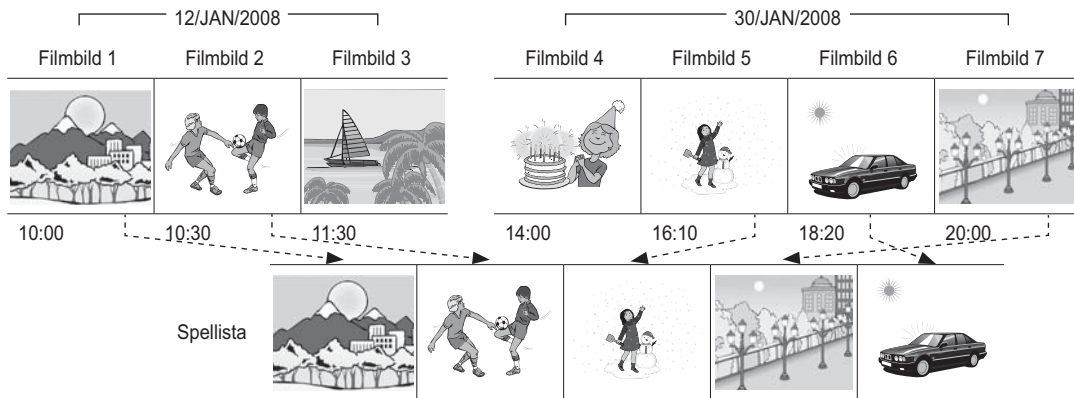 12/JAN/2008 30/JAN/2008
Filmbild 1 Filmbild 2 Filmbild 3 Filmbild 4 Filmbild 5 Filmbild 6 Filmbild 7
10:00 10:30 11:30 14:00 16:10 18:20 20:00
Spellista